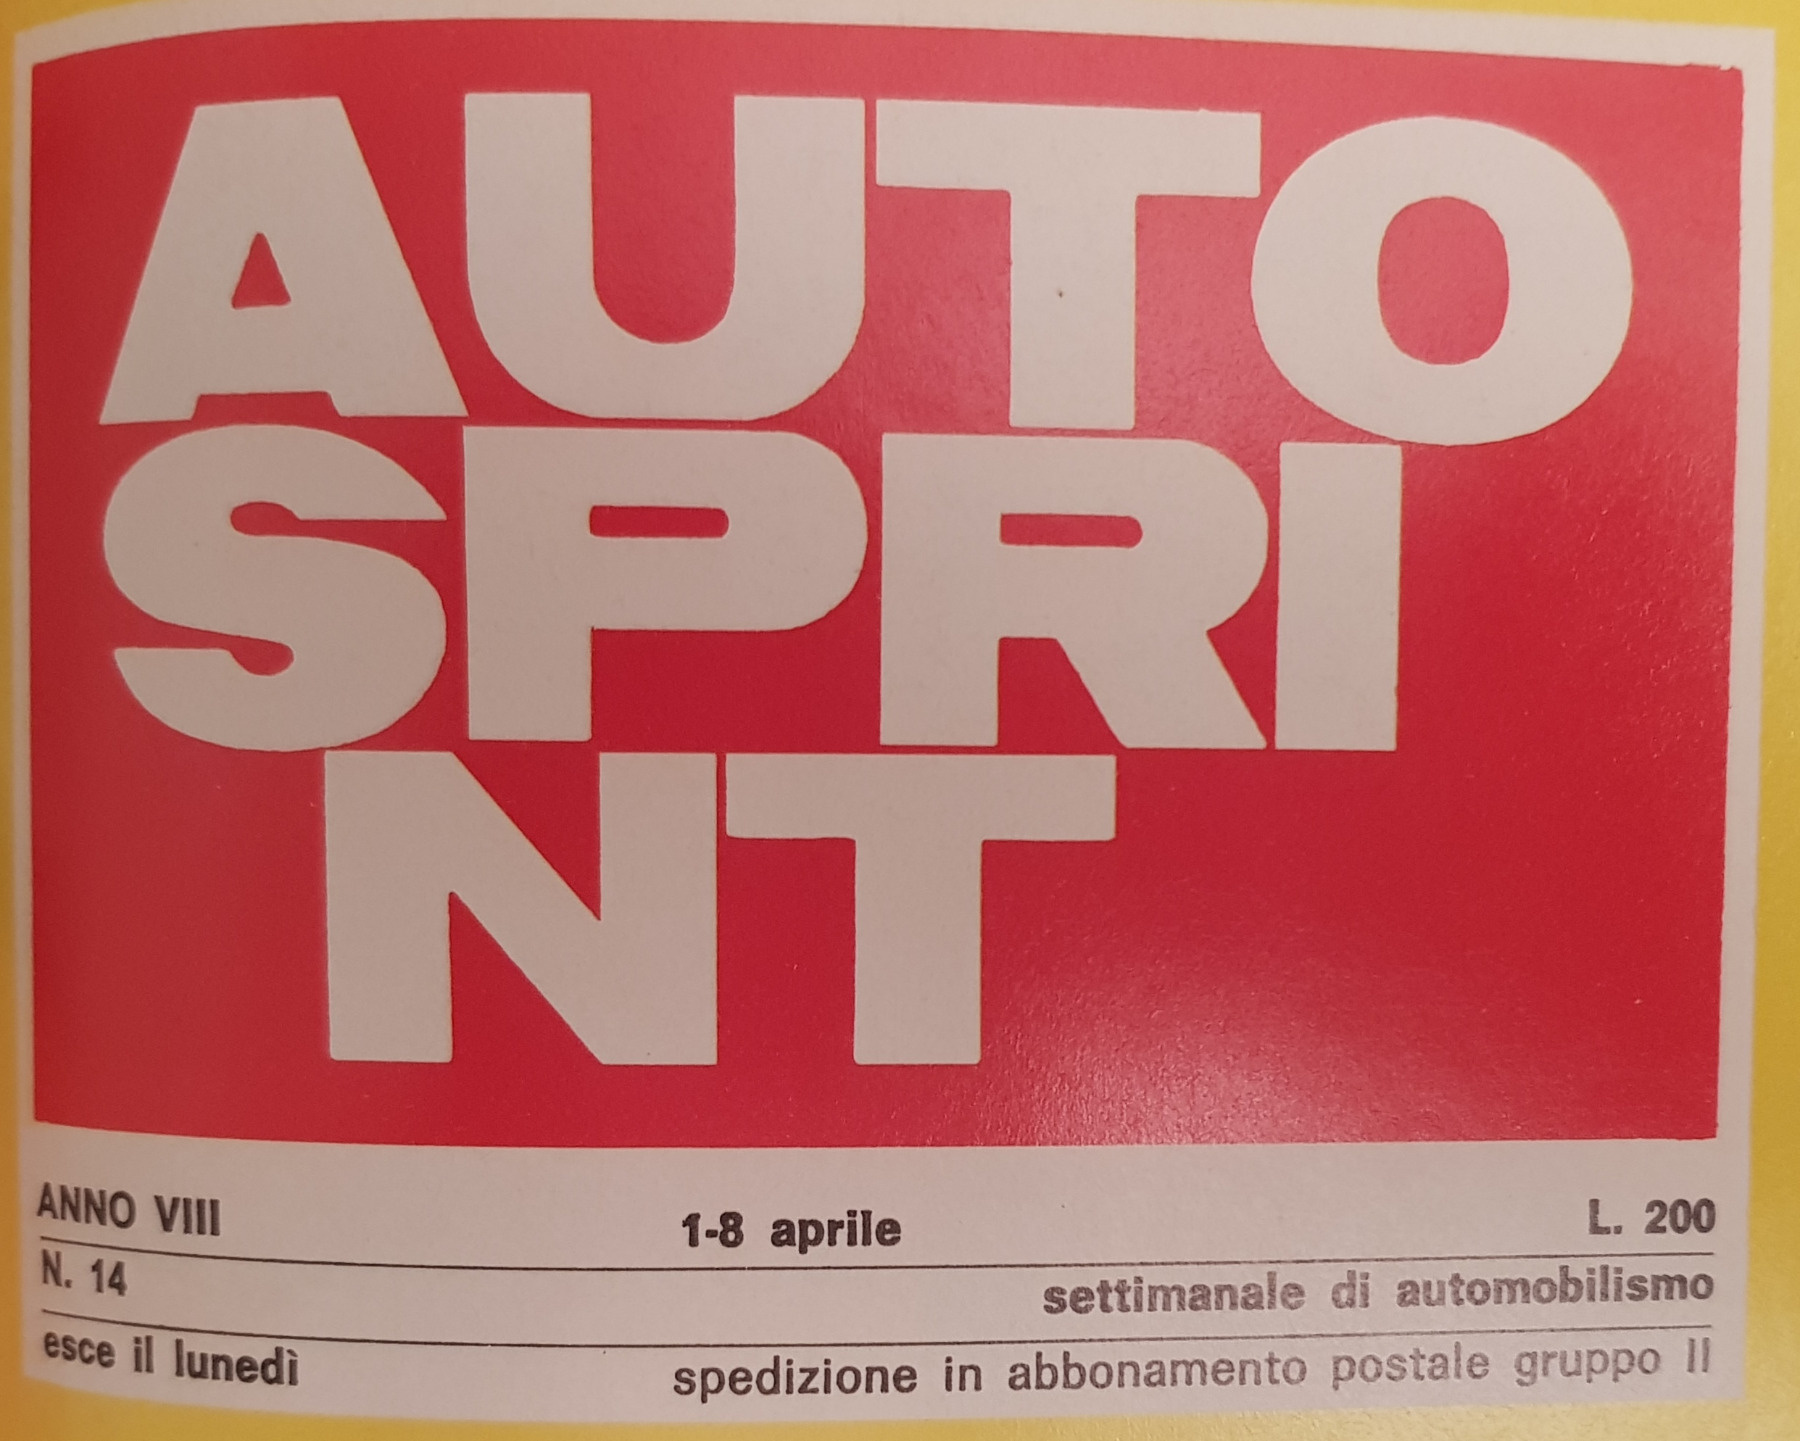 AUTO
SPRI
NT
ANNO VIII 1-8 aprile L. 200
N. 14 settimanale di automobilismo
esce il lunedì spedizione in abbonamento postale gruppo II